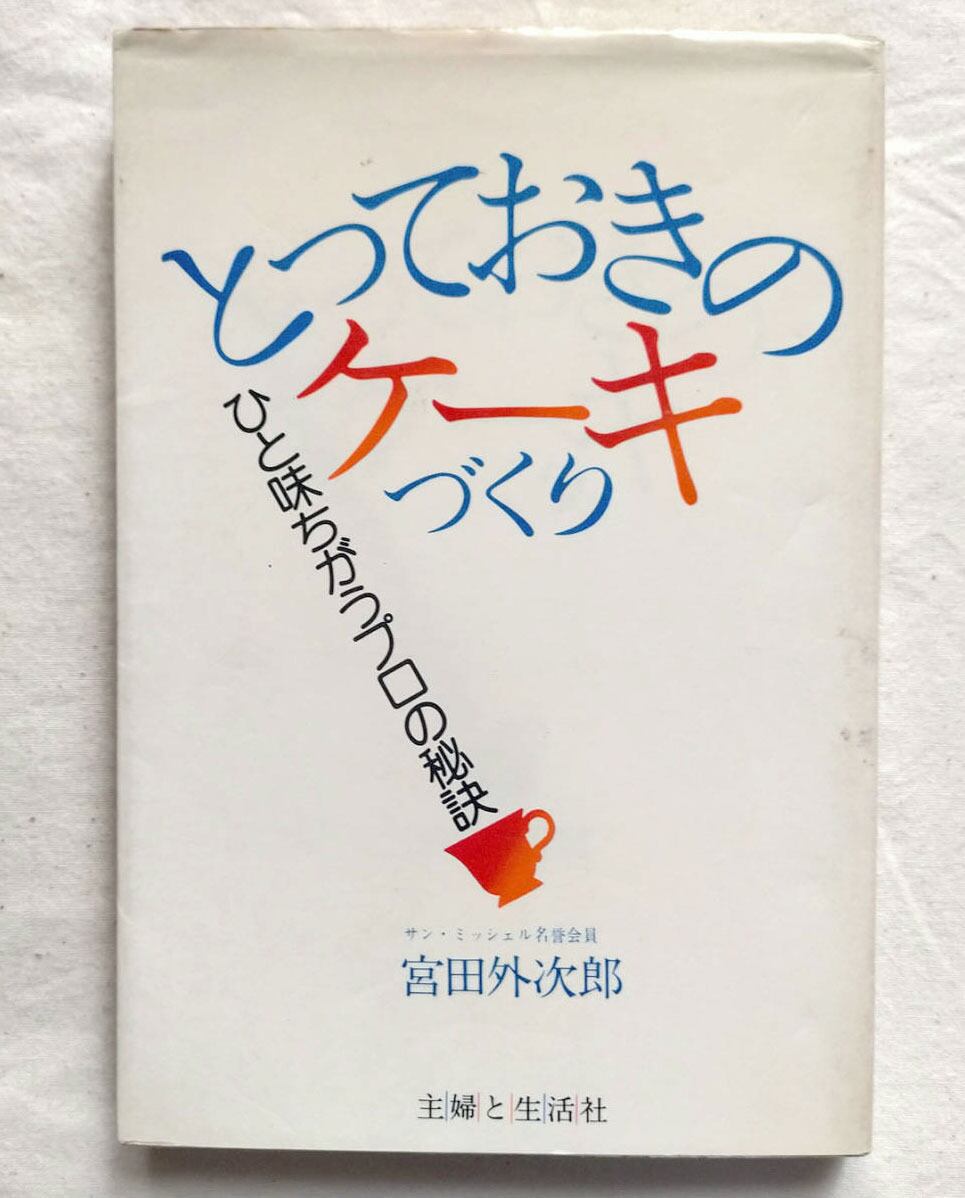 とっておきの
ケーキ
づくり
ひと味ちがうプロの秘訣
サン・ミッシェル名誉会員
宮田外次郎
主婦と生活社